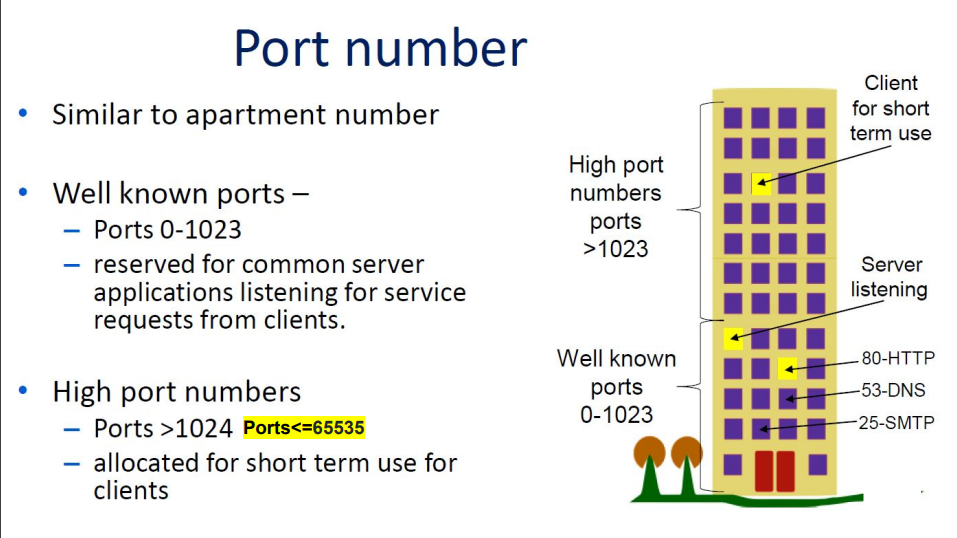 Port number
• Similar to apartment number
• Well known ports –
– Ports 0-1023
– reserved for common server
applications listening for service
requests from clients.
• High port numbers
– Ports >1024 Ports<=65535
– allocated for short term use for
clients
Client
for short
term use
High port
numbers
ports
>1023
Server
listening
Well known
ports
0-1023
80-HTTP
53-DNS
25-SMTP